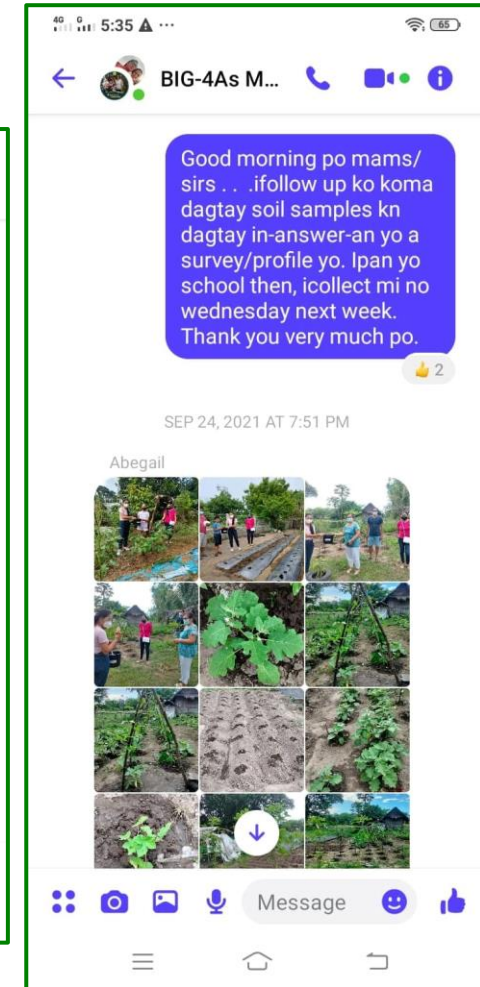 4G G 5:35 ...
65
BIG-4As M...
Good morning po mams/
sirs . . .ifollow up ko koma
dagtay soil samples kn
dagtay in-answer-an yo a
survey/profile yo. Ipan yo
school then, icollect mi no
wednesday next week.
Thank you very much po.
👍 2
SEP 24, 2021 AT 7:51 PM
Abegail
Message